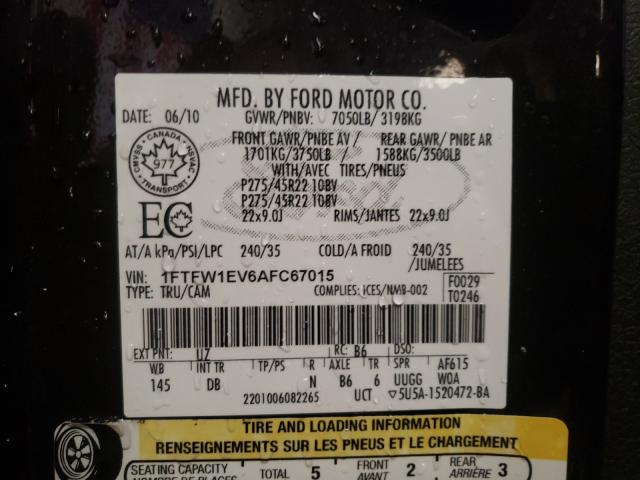 MFD. BY FORD MOTOR CO.
DATE: 06/10 GVWR/PNBV: 7050LB/ 3198KG
FRONT GAWR/PNBE AV REAR GAWR/ PNBE AR
1701KG/3750LB 1588KG/3500LB
WITH/AVEC TIRES/PNEUS
P275/45R22 108V
P275/45R22 108V
22x9.0J RIMS/JANTES 22x9.0J
CMVSS • CANADA • NSVAC
977
TRANSPORT
EC
AT/A kPa/PSI/LPC 240/35 COLD/A FROID 240/35
/JUMELEES
VIN: 1FTFW1EV6AFC67015 F0029
TYPE: TRU/CAM COMPLIES: ICES/NMB-002 T0246
EXT PNT: UZ RC: B6 DSO:
WB INT TR TP/PS R AXLE TR SPR AF615
145 DB N B6 6 UUGG WOA
2201006082265 UCT ▽5U5A-1520472-BA
TIRE AND LOADING INFORMATION
RENSEIGNEMENTS SUR LES PNEUS ET LE CHARGEMENT
SEATING CAPACITY TOTAL 5 FRONT 2 REAR 3
NOMBRE DE PLACES AVANT ARRIÈRE